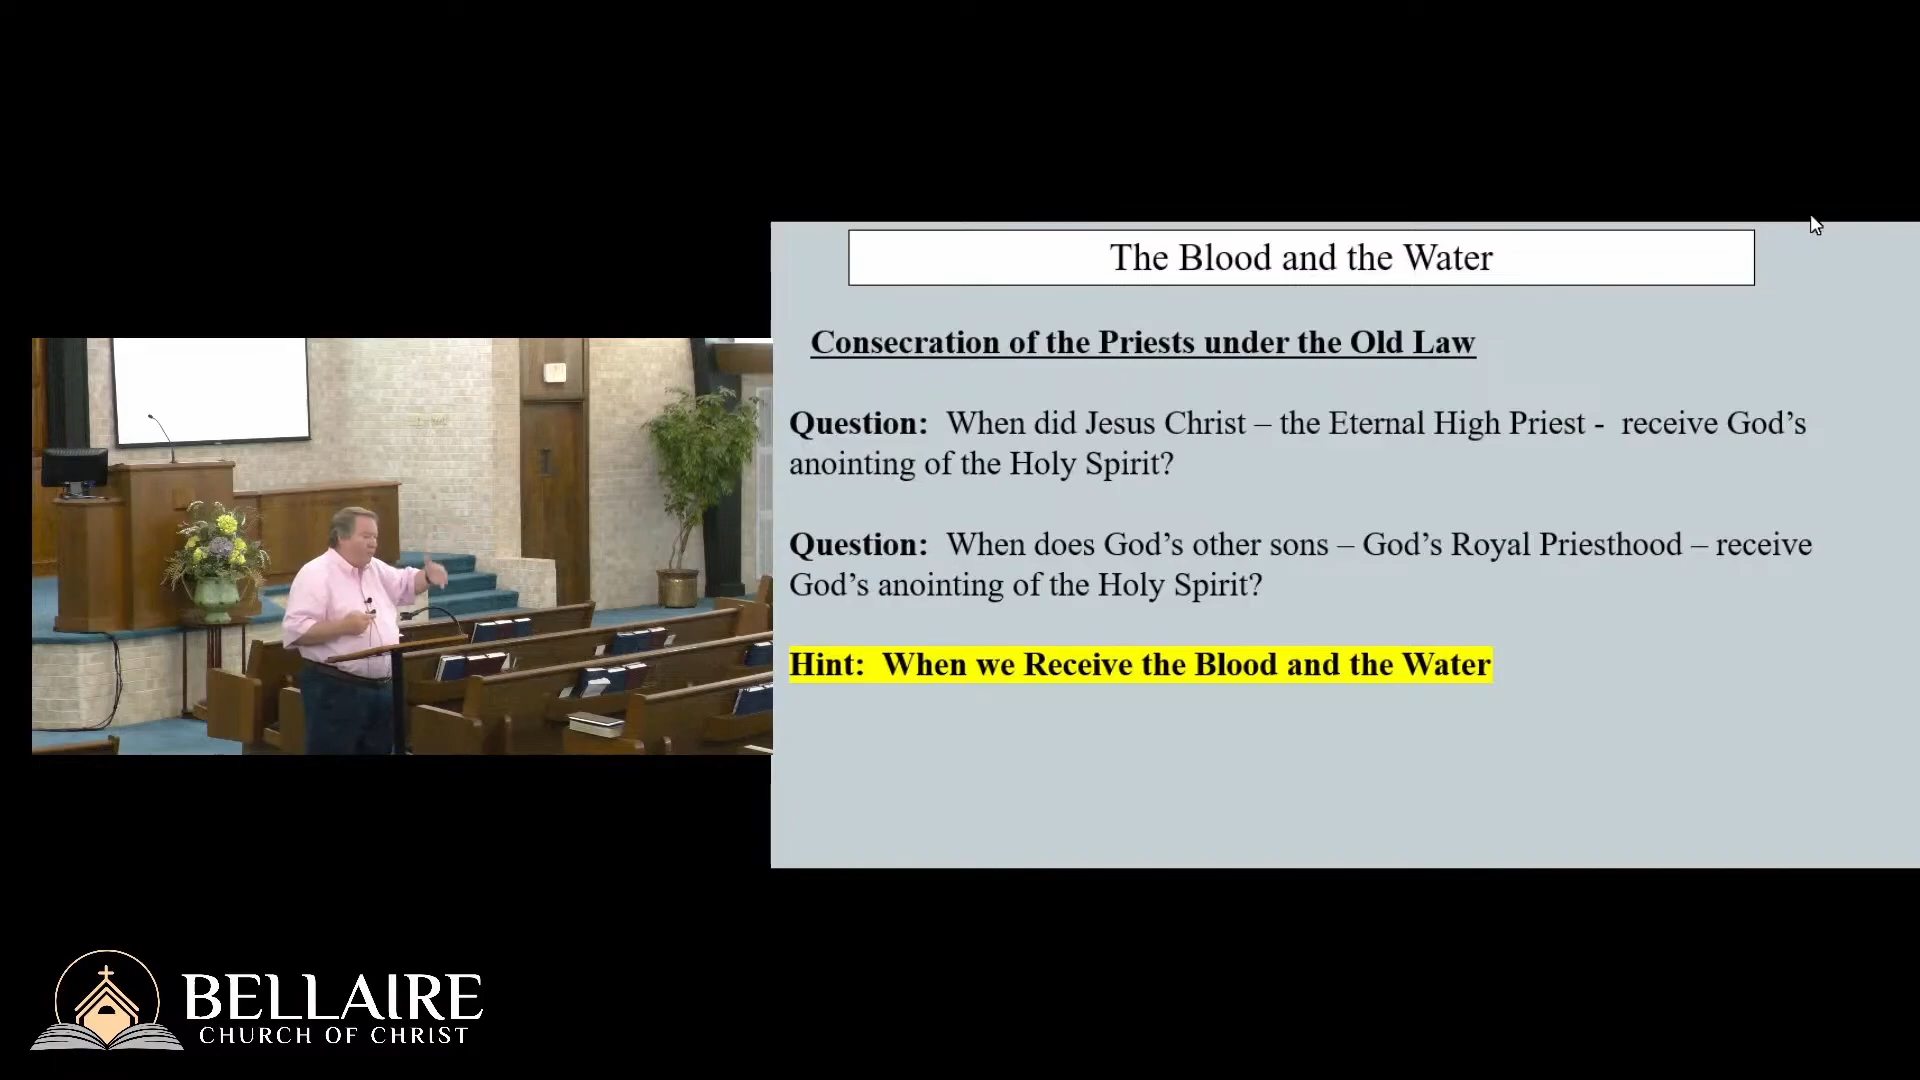 The Blood and the Water
Consecration of the Priests under the Old Law
Question:  When did Jesus Christ – the Eternal High Priest -  receive God’s
anointing of the Holy Spirit?
Question:  When does God’s other sons – God’s Royal Priesthood – receive
God’s anointing of the Holy Spirit?
Hint:  When we Receive the Blood and the Water
BELLAIRE
CHURCH OF CHRIST